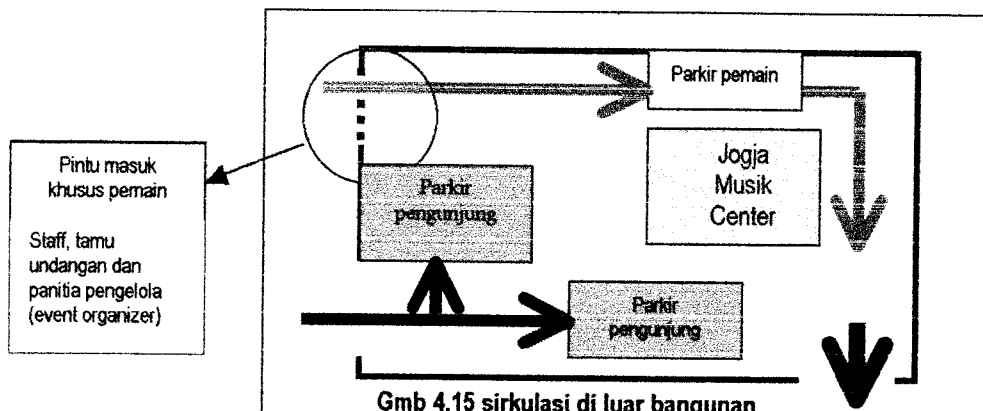 Pintu masuk
khusus pemain
Staff, tamu
undangan dan
panitia pengelola
(event organizer)
Parkir pemain
Jogja
Musik
Center
Parkir
pengunjung
Parkir
pengunjung
Gmb 4.15 sirkulasi di luar bangunan